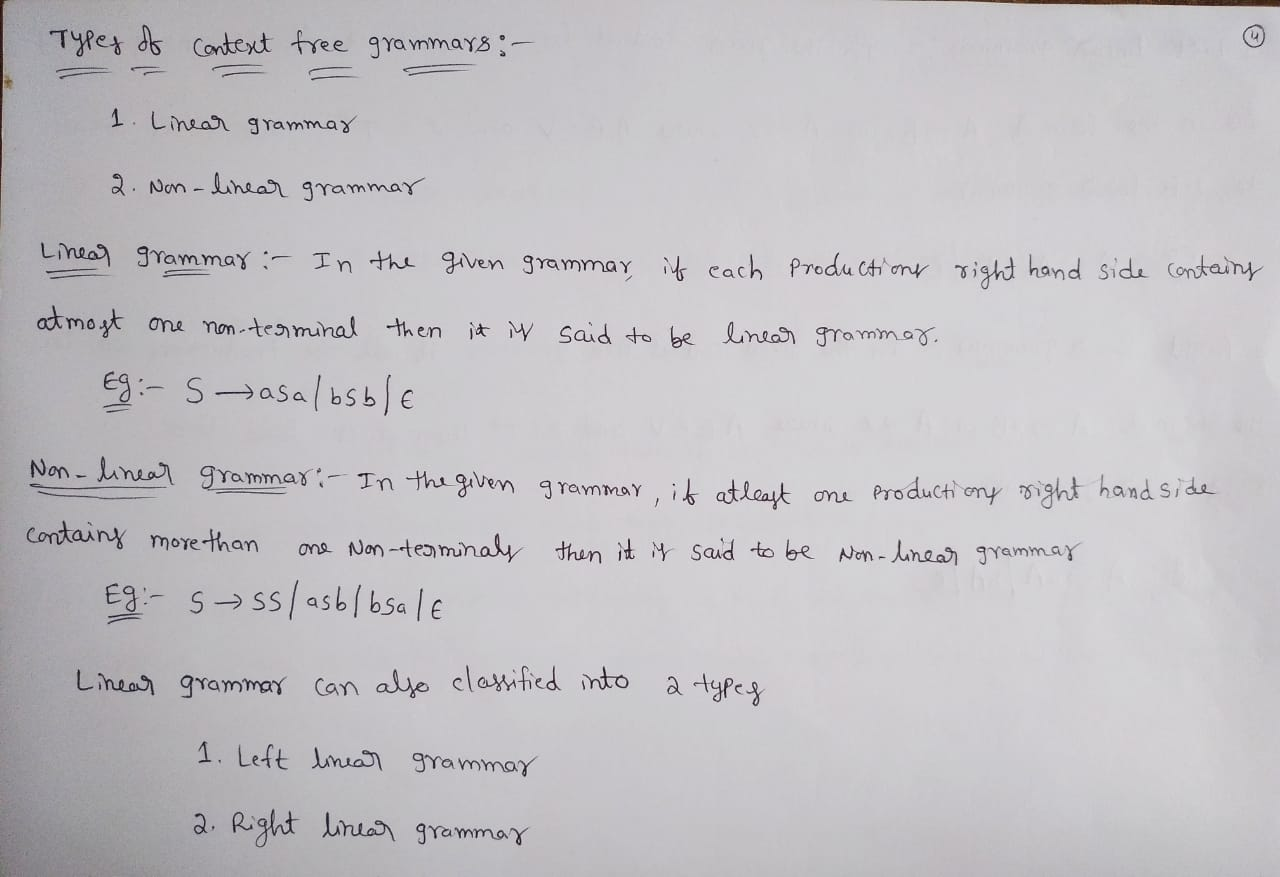 Types of context free grammars:-
4
1. Linear grammar
2. Non-linear grammar
Linear grammar:- In the given grammar, if each productions right hand side contains
atmost one non-terminal then it is said to be linear grammar.
Eg:- S→aSa/bSb/ϵ
Non-linear grammar:- In the given grammar, if atleast one productions right hand side
contains more than one Non-terminals then it is said to be Non-linear grammar
Eg:- S→SS/aSb/bSa/ϵ
Linear grammar can also classified into 2 types
1. Left linear grammar
2. Right linear grammar